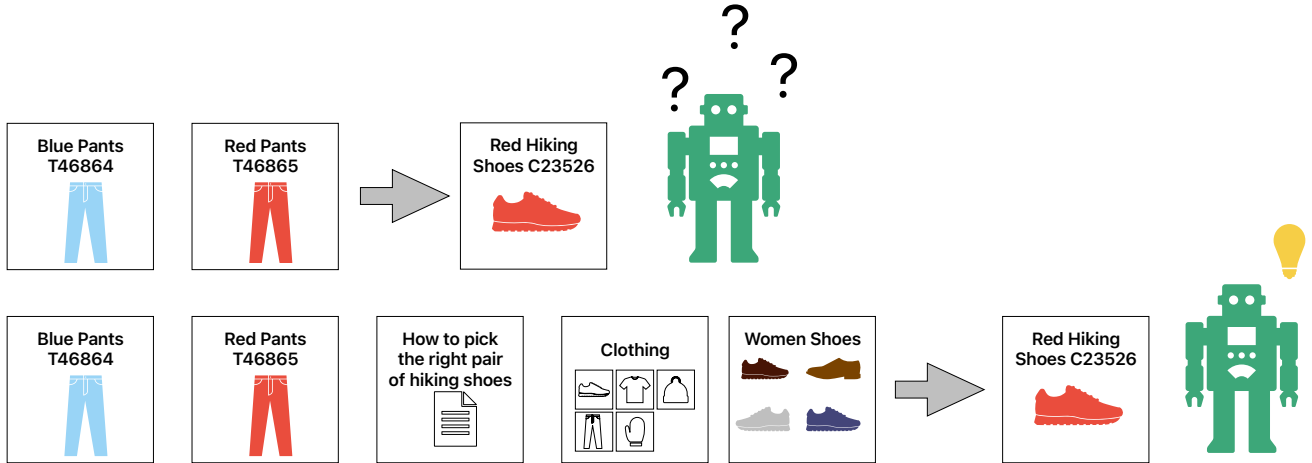 ?
?
?
Blue Pants
T46864
Red Pants
T46865
Red Hiking
Shoes C23526
Blue Pants
T46864
Red Pants
T46865
How to pick
the right pair
of hiking shoes
Clothing
Women Shoes
Red Hiking
Shoes C23526